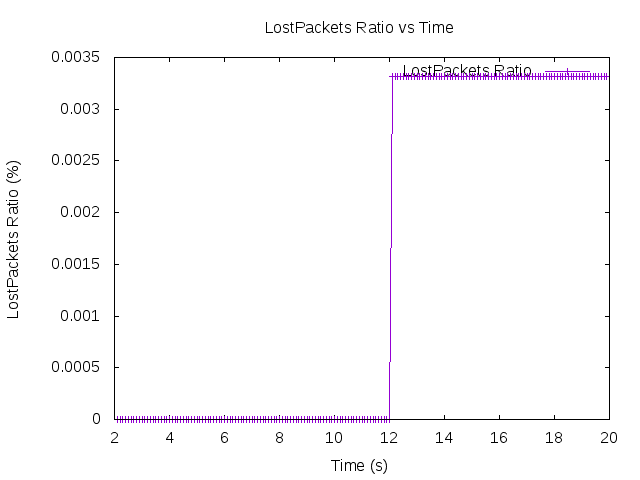 LostPackets Ratio vs Time
LostPackets Ratio
0.0035
0.003
0.0025
0.002
0.0015
0.001
0.0005
0
LostPackets Ratio (%)
2 4 6 8 10 12 14 16 18 20
Time (s)